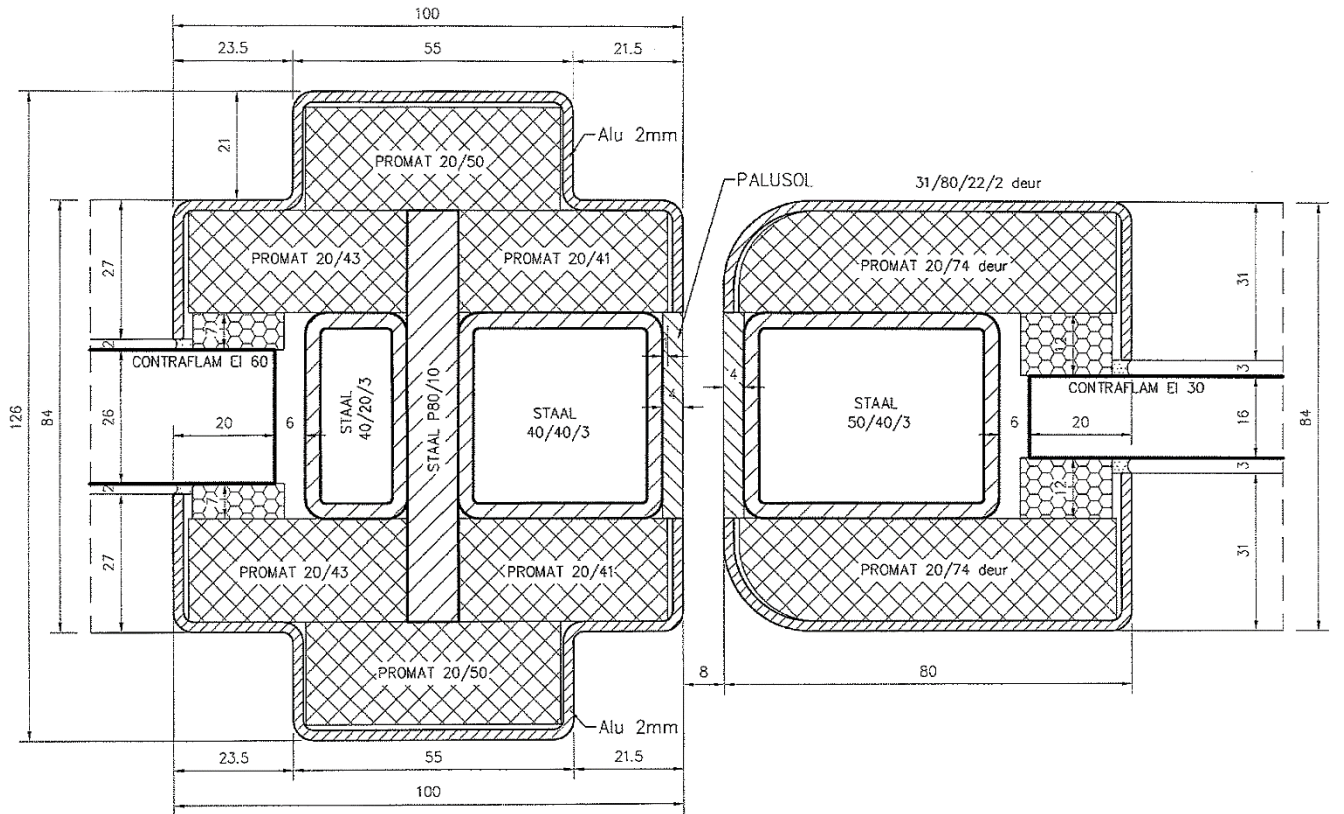 100
23.5 55 21.5
21
Alu 2mm
PROMAT 20/50
PALUSOL
31/80/22/2 deur
27
PROMAT 20/43
PROMAT 20/41
PROMAT 20/74 deur
31
7
12
2
CONTRAFLAM EI 60
4
CONTRAFLAM EI 30
3
126
84
26
20
6
STAAL
40/20/3
STAAL P80/10
STAAL
40/40/3
4
STAAL
50/40/3
6
20
16
84
2
7
12
3
27
PROMAT 20/43
PROMAT 20/41
PROMAT 20/74 deur
31
PROMAT 20/50
8
80
Alu 2mm
23.5 55 21.5
100